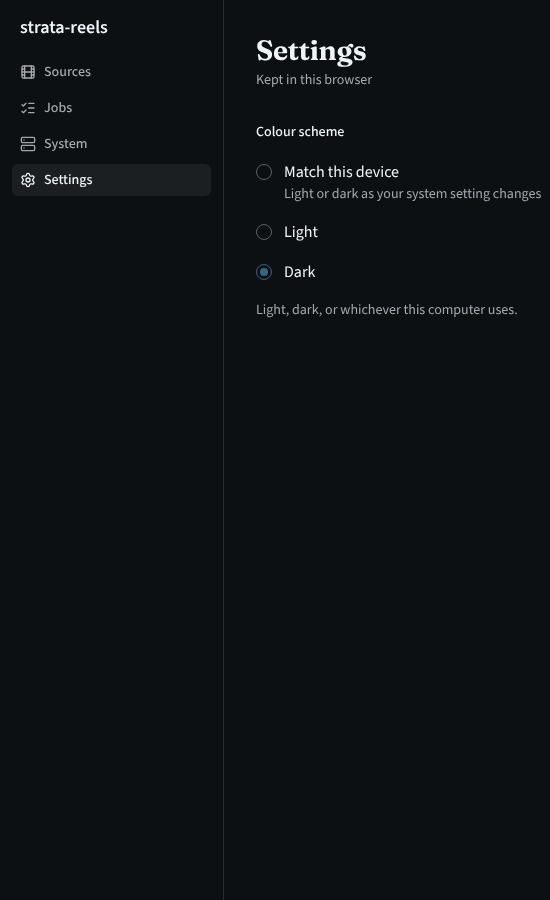 strata-reels
Sources
Jobs
System
Settings
Settings
Kept in this browser
Colour scheme
Match this device
Light or dark as your system setting changes
Light
Dark
Light, dark, or whichever this computer uses.